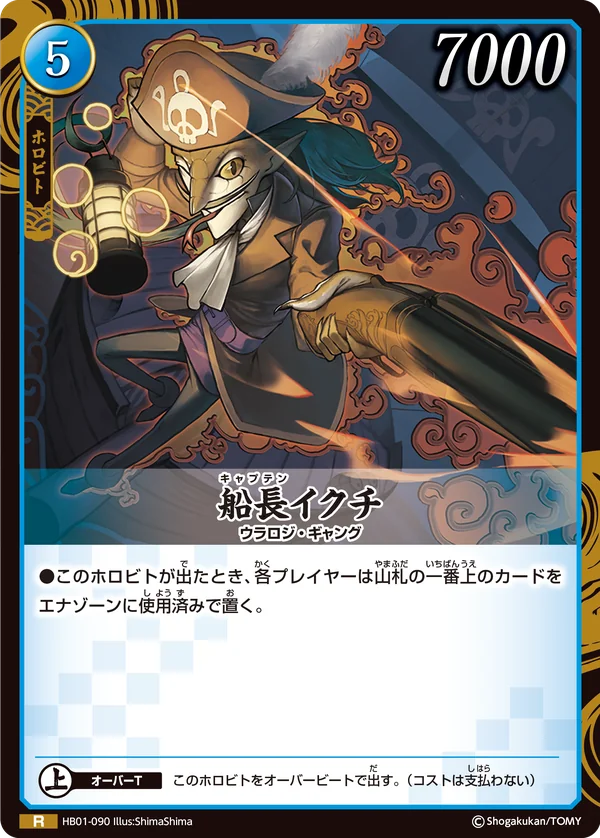 5
7000
ホロビト
キャプテン
船長イクチ
ウラロジ・ギャング
●このホロビトが出たとき、各プレイヤーは山札の一番上のカードを
エナゾーンに使用済みで置く。
上 オーバーT このホロビトをオーバービートで出す。（コストは支払わない）
R HB01-090 Illus:ShimaShima
©Shogakukan/TOMY